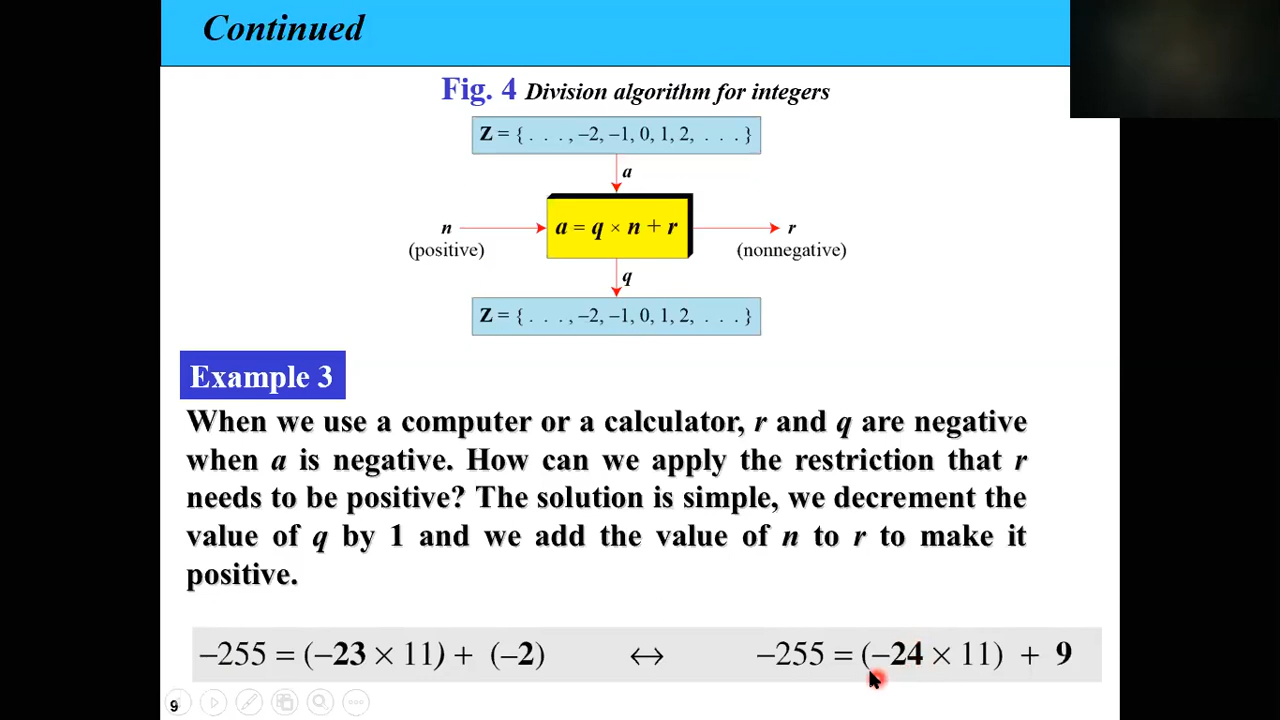 Continued
Fig. 4 Division algorithm for integers
Z = { . . . , –2, –1, 0, 1, 2, . . . }
a
n
(positive)
a = q × n + r
r
(nonnegative)
q
Z = { . . . , –2, –1, 0, 1, 2, . . . }
Example 3
When we use a computer or a calculator, r and q are negative
when a is negative. How can we apply the restriction that r
needs to be positive? The solution is simple, we decrement the
value of q by 1 and we add the value of n to r to make it
positive.
–255 = (–23 × 11) + (–2) ↔ –255 = (–24 × 11) + 9
9